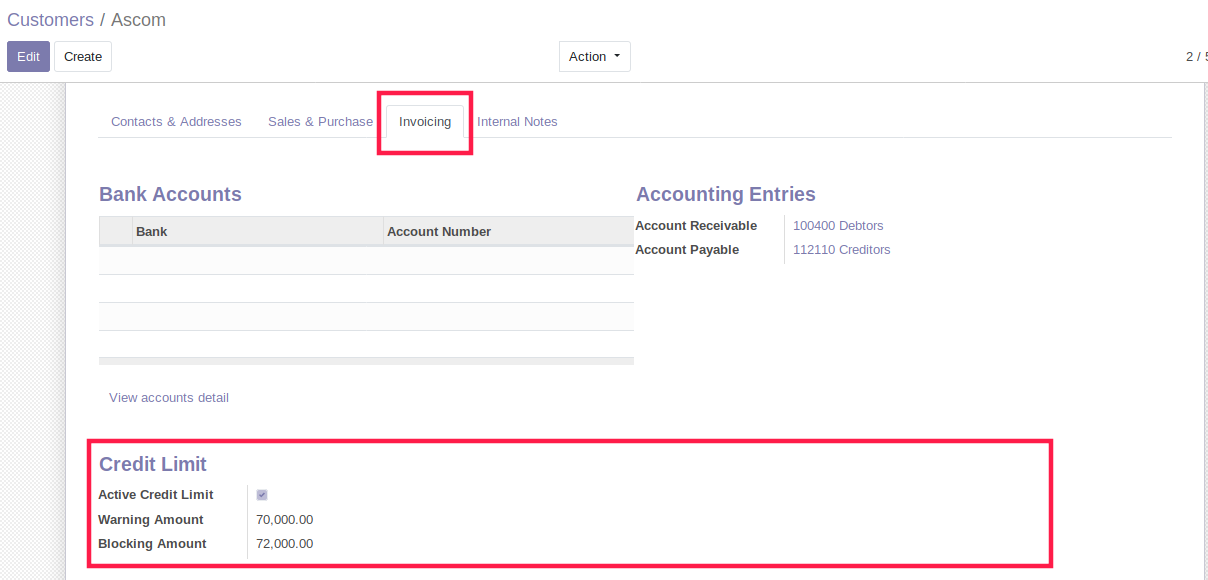 Customers / Ascom
Edit Create Action 2 / 5
Contacts & Addresses Sales & Purchase Invoicing Internal Notes
Bank Accounts Accounting Entries
Bank Account Number
Account Receivable 100400 Debtors
Account Payable 112110 Creditors
View accounts detail
Credit Limit
Active Credit Limit
Warning Amount 70,000.00
Blocking Amount 72,000.00